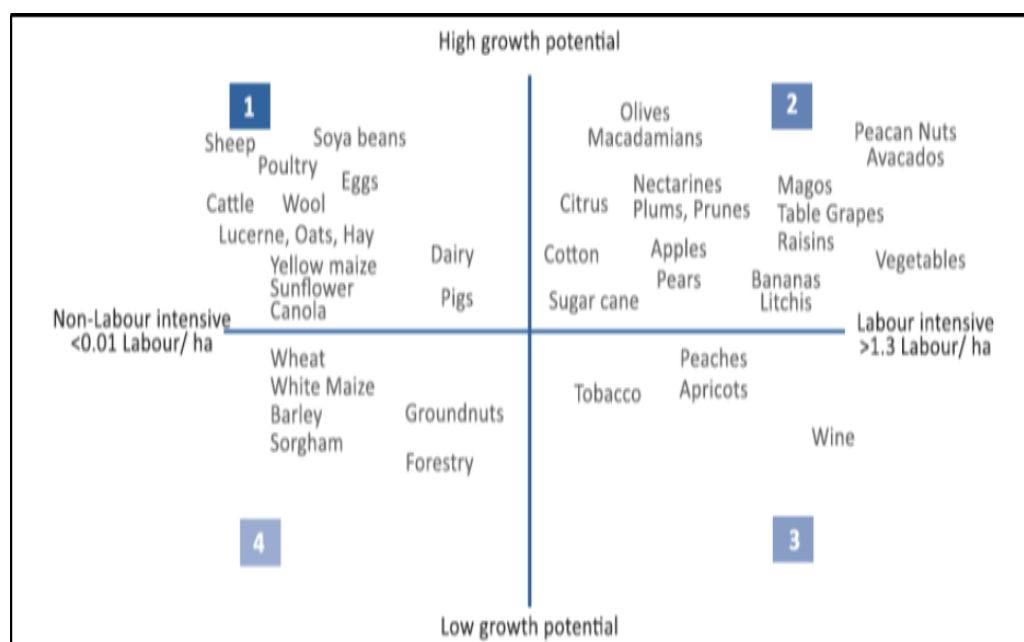 High growth potential
1
Sheep
Soya beans
Poultry
Eggs
Cattle
Wool
Lucerne, Oats, Hay
Yellow maize
Sunflower
Canola
Dairy
Pigs
2
Olives
Macadamians
Peacan Nuts
Avacados
Citrus
Nectarines
Plums, Prunes
Magos
Table Grapes
Raisins
Cotton
Apples
Pears
Vegetables
Sugar cane
Bananas
Litchis
Non-Labour intensive
<0.01 Labour/ ha
Labour intensive
>1.3 Labour/ ha
Wheat
White Maize
Barley
Sorgham
Groundnuts
Forestry
4
Peaches
Apricots
Tobacco
Wine
3
Low growth potential